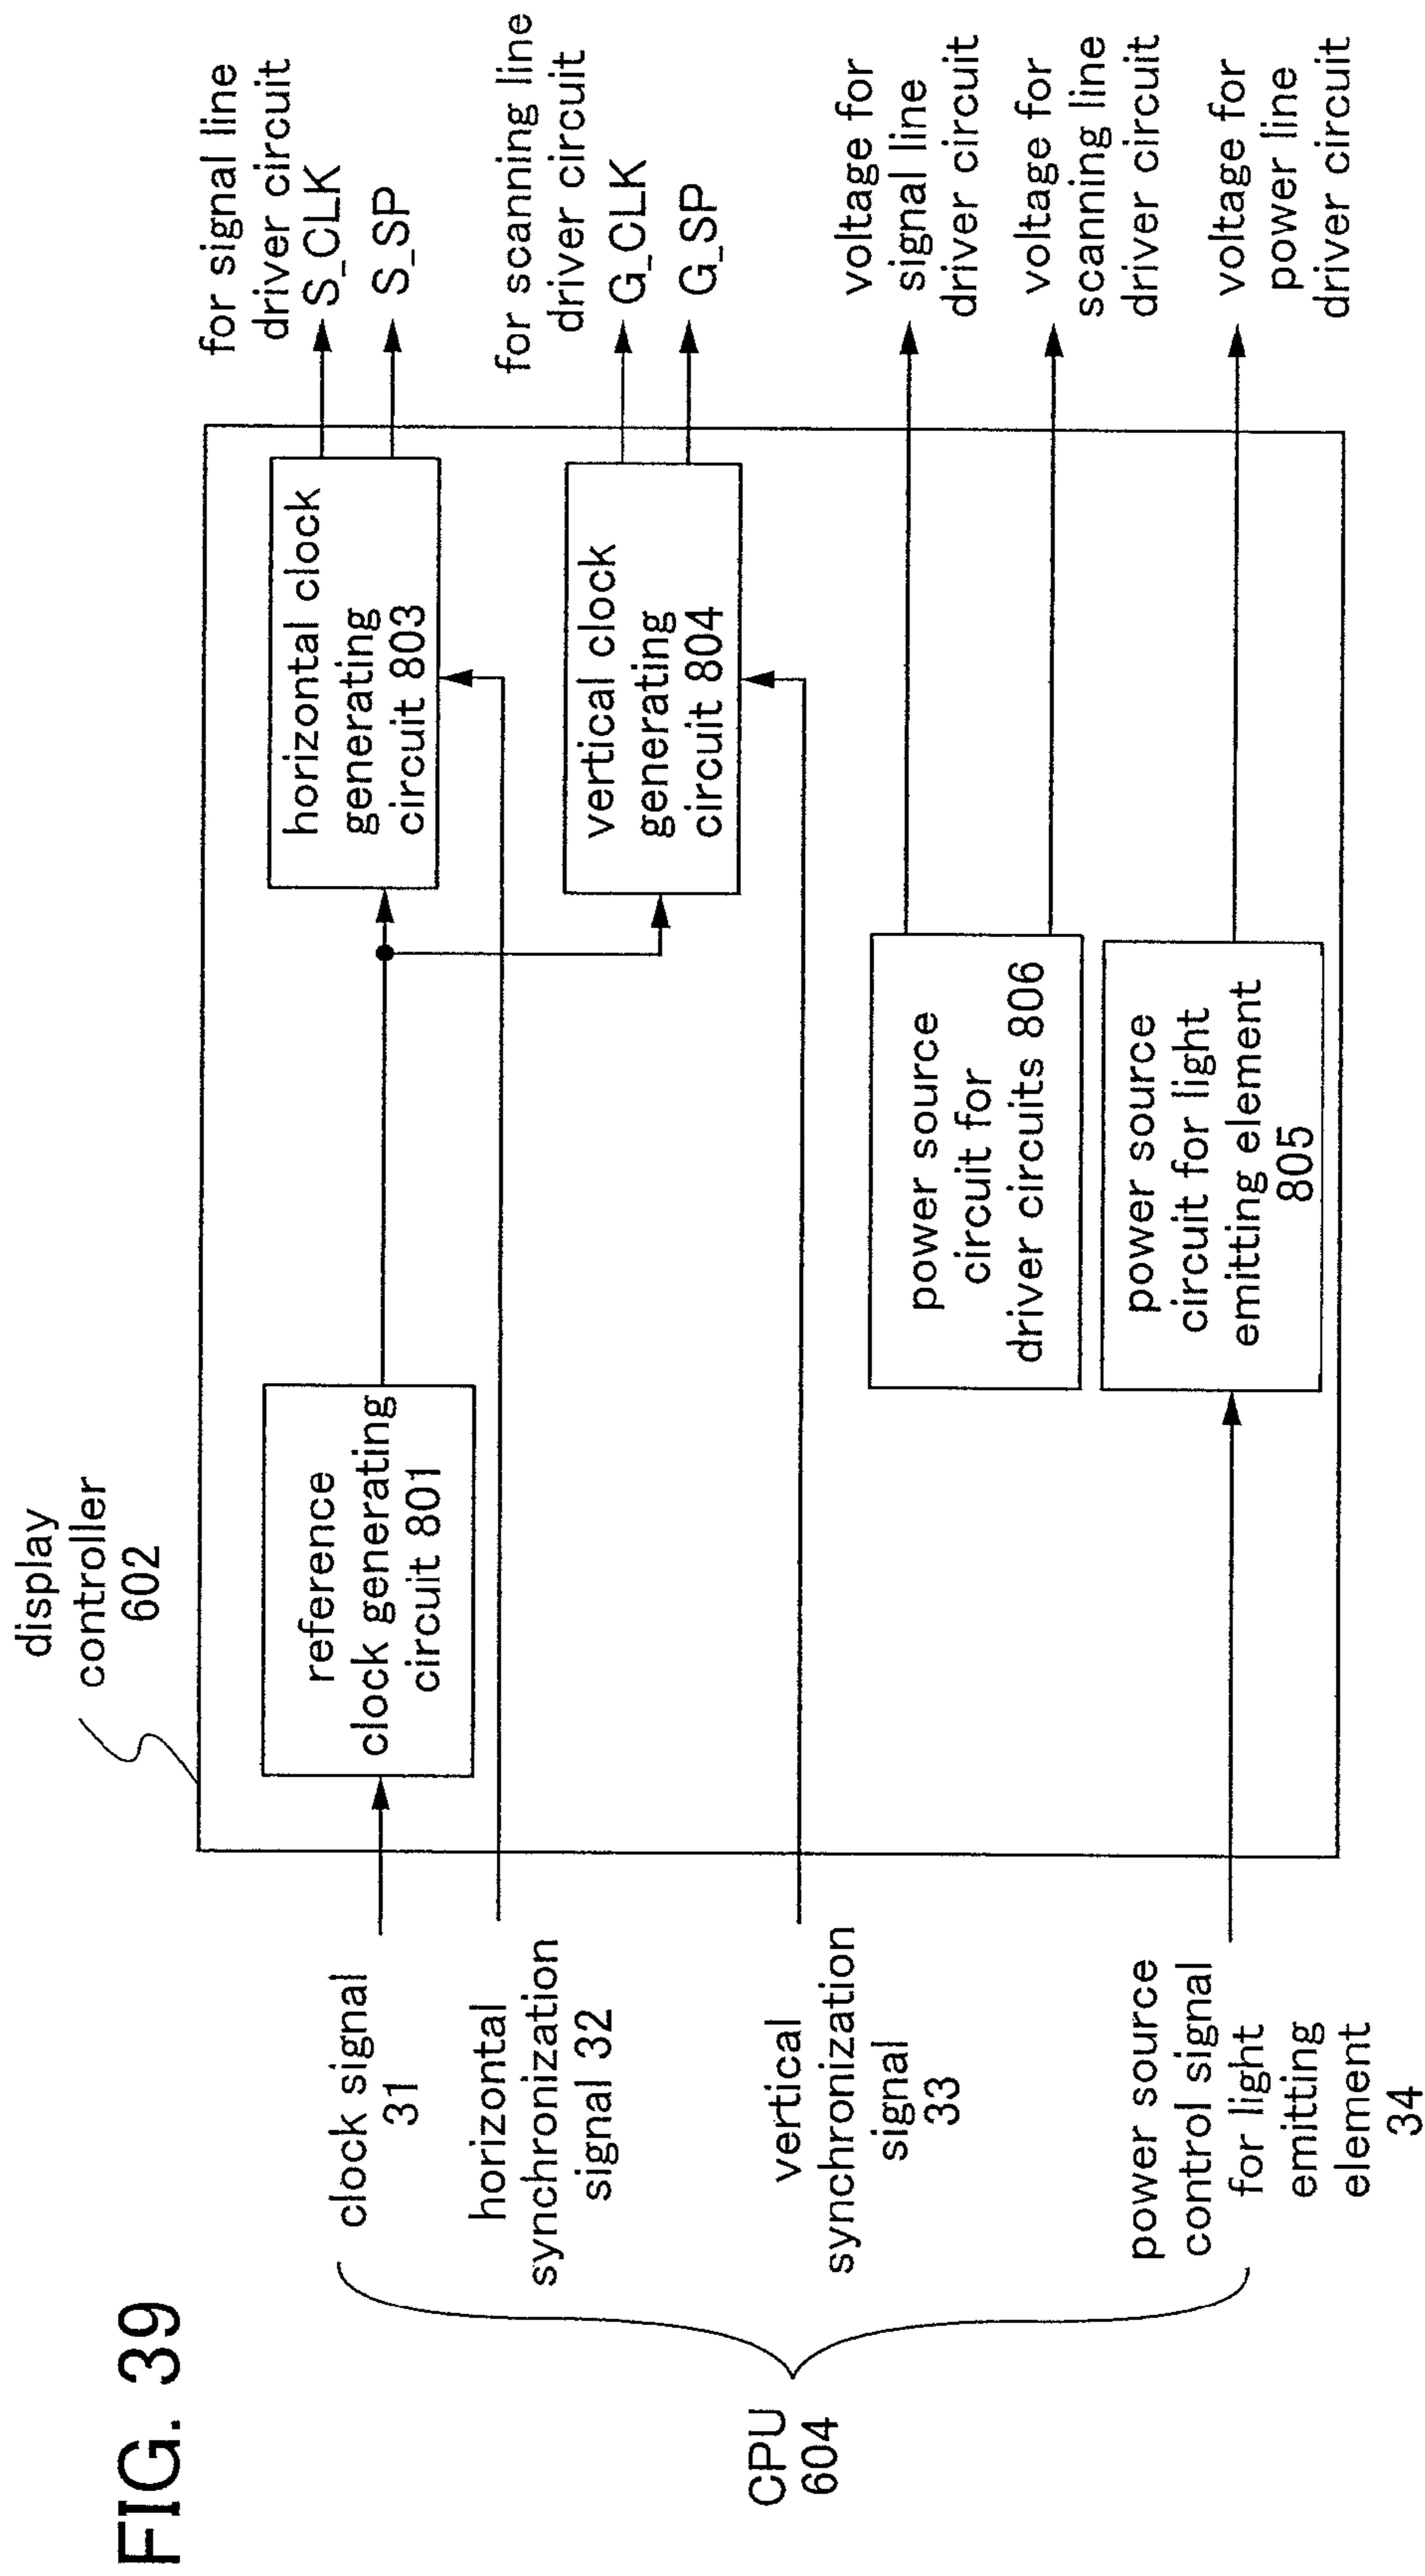 FIG. 39
display
controller
602
CPU
604
clock signal
31
horizontal
synchronization
signal 32
vertical
synchronization
signal
33
power source
control signal
for light
emitting
element
34
reference
clock generating
circuit 801
horizontal clock
generating
circuit 803
vertical clock
generating
circuit 804
power source
circuit for
driver circuits 806
power source
circuit for light
emitting element
805
for signal line
driver circuit
S_CLK
S_SP
for scanning line
driver circuit
G_CLK
G_SP
voltage for
signal line
driver circuit
voltage for
scanning line
driver circuit
voltage for
power line
driver circuit